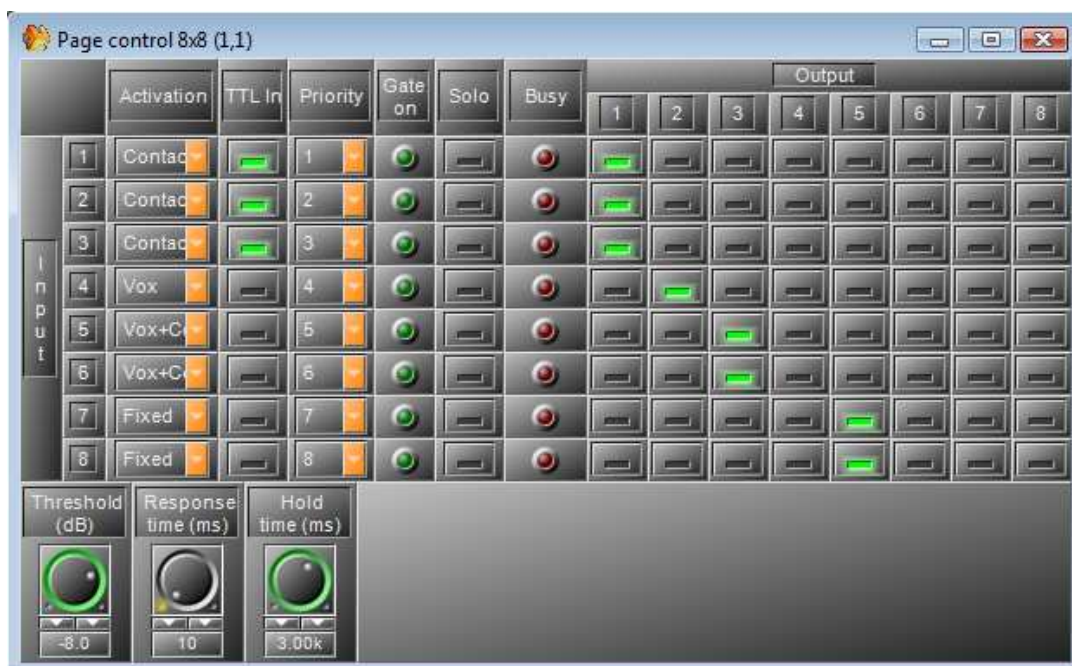 Page control 8x8 (1,1)
Activation TTL In Priority Gate on Solo Busy Output
1 2 3 4 5 6 7 8
Input
1 Contac 1
2 Contac 2
3 Contac 3
4 Vox 4
5 Vox+C 5
6 Vox+C 6
7 Fixed 7
8 Fixed 8
Threshold (dB) Response time (ms) Hold time (ms)
-8.0 10 3.00k